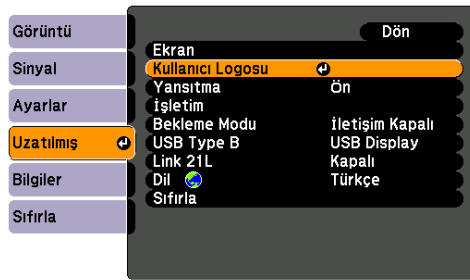 Görüntü
Sinyal
Ayarlar
Uzatılmış
Bilgiler
Sıfırla
Dön
Ekran
Kullanıcı Logosu
Yansıtma Ön
İşletim
Bekleme Modu İletişim Kapalı
USB Type B USB Display
Link 21L Kapalı
Dil Türkçe
Sıfırla